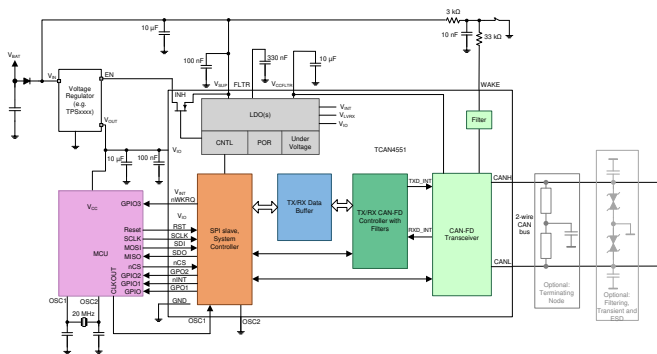 3 kΩ
10 µF
10 nF
33 kΩ
100 nF
330 nF
10 µF
VBAT
VIN
EN
INH
VSUP
FLTR
VCCFLTR
WAKE
Voltage
Regulator
(e.g.
TPSxxxx)
VOUT
LDO(s)
VINT
VLVRX
VIO
Filter
CNTL
POR
Under
Voltage
TCAN4551
10 µF
100 nF
VIO
VCC
MCU
GPIO3
VINT
nWKRQ
VIO
Reset
RST
SCLK
SCLK
MOSI
SDI
MISO
SDO
nCS
nCS
GPIO2
GPO2
GPIO1
nINT
GPIO
GPO1
GND
CLKOUT
OSC1
OSC2
20 MHz
OSC1
OSC2
SPI slave,
System
Controller
TX/RX Data
Buffer
TX/RX CAN-FD
Controller with
Filters
TXD_INT
RXD_INT
CAN-FD
Transceiver
CANH
CANL
2-wire
CAN
bus
Optional:
Terminating
Node
Optional:
Filtering,
Transient and
ESD